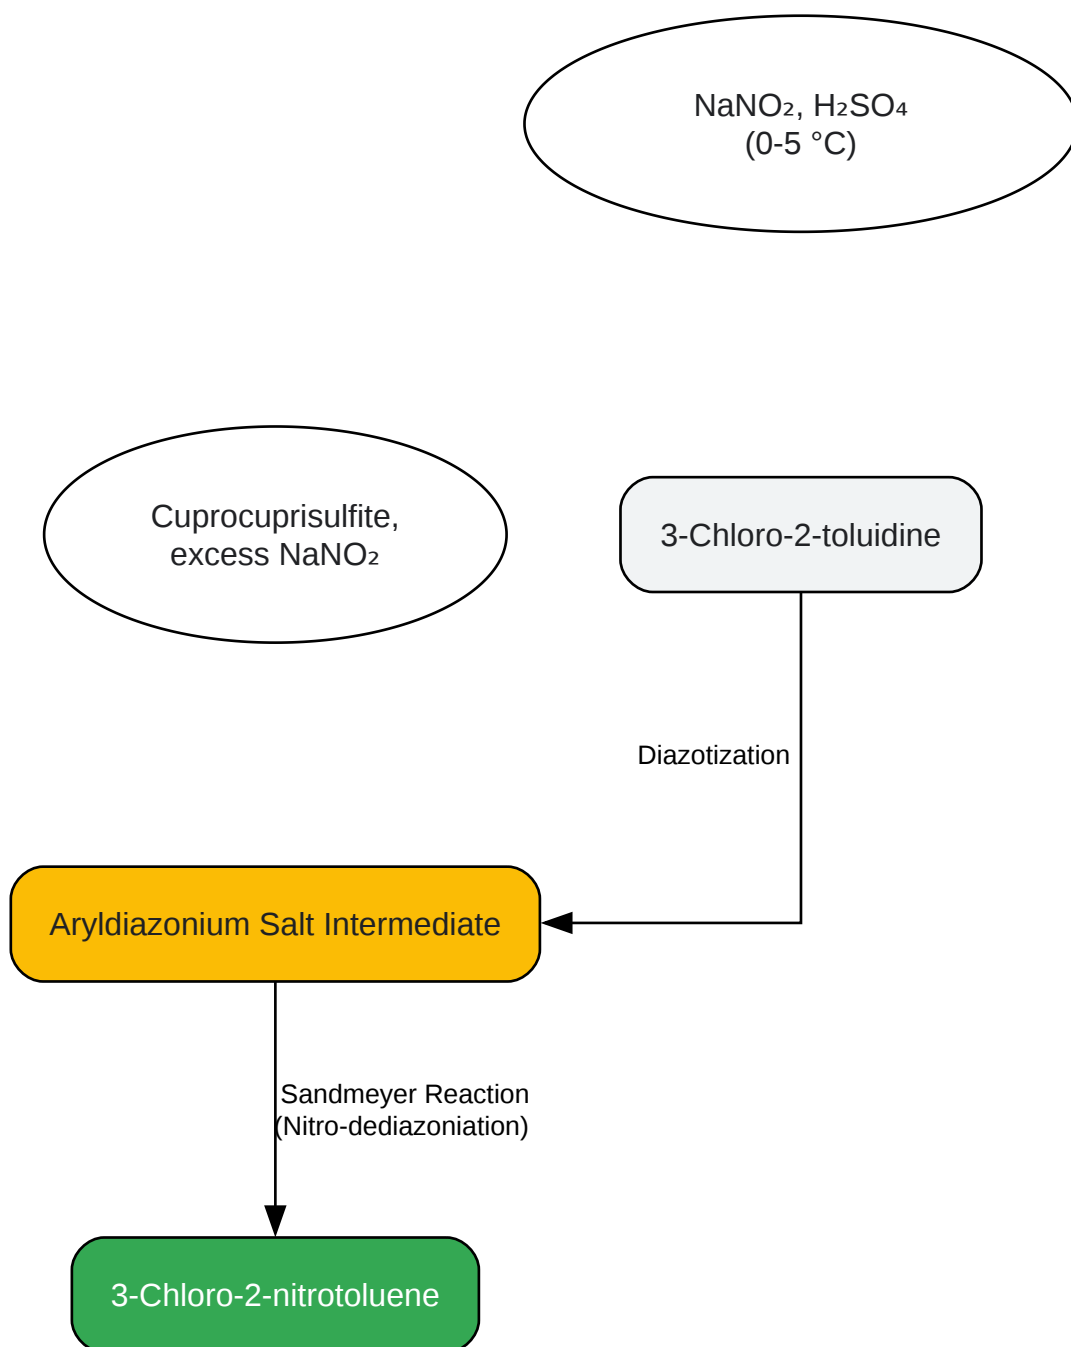 NaNO₂, H₂SO₄
(0-5 °C)
Cuprocuprisulfite,
excess NaNO₂
3-Chloro-2-toluidine
Diazotization
Aryldiazonium Salt Intermediate
Sandmeyer Reaction
(Nitro-dediazoniation)
3-Chloro-2-nitrotoluene